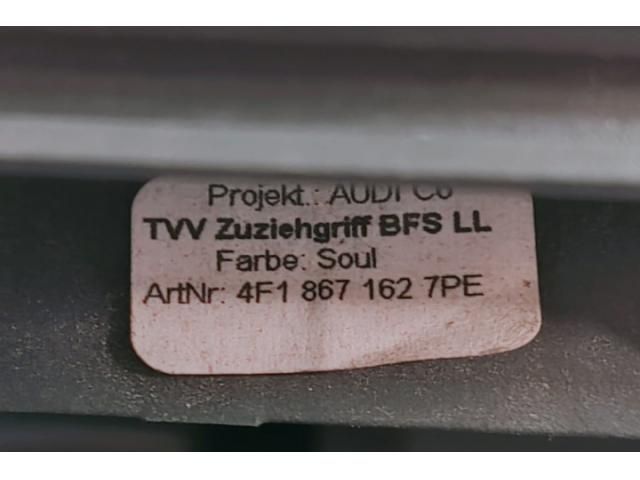 Projekt.: AUDI C6
TVV Zuziehgriff BFS LL
Farbe: Soul
ArtNr: 4F1 867 162 7PE